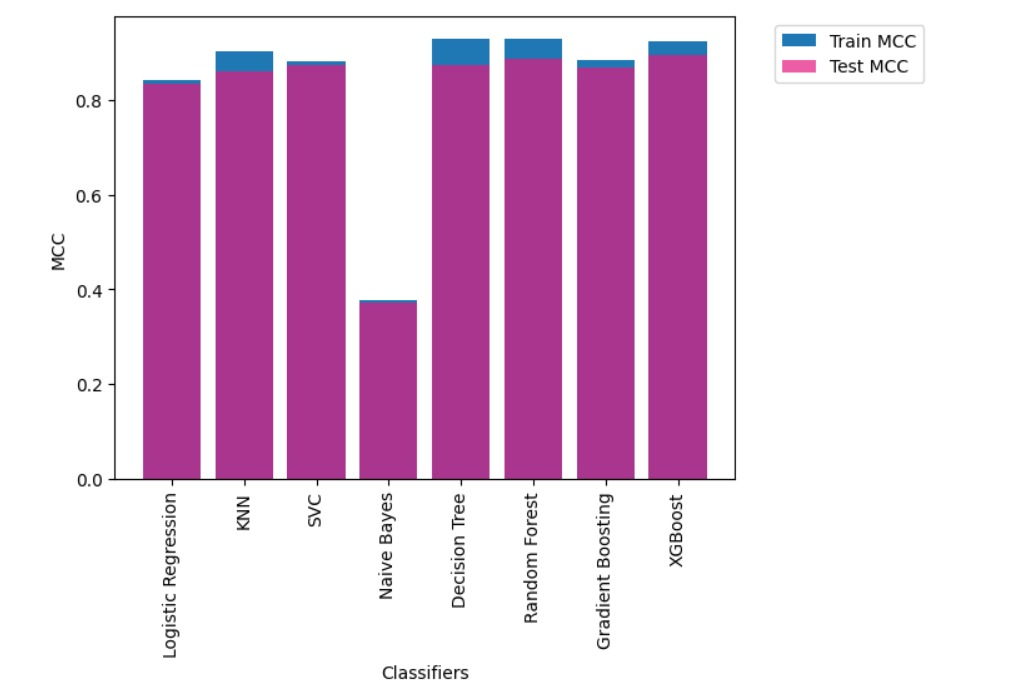 Train MCC
Test MCC
0.8
0.6
0.4
0.2
0.0
MCC
Logistic Regression
KNN
SVC
Naive Bayes
Decision Tree
Random Forest
Gradient Boosting
XGBoost
Classifiers